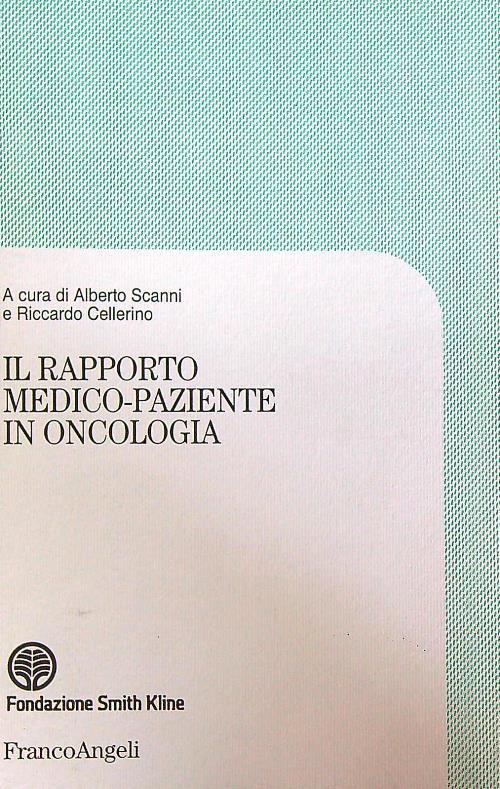 A cura di Alberto Scanni
e Riccardo Cellerino
IL RAPPORTO
MEDICO-PAZIENTE
IN ONCOLOGIA
Fondazione Smith Kline
FrancoAngeli